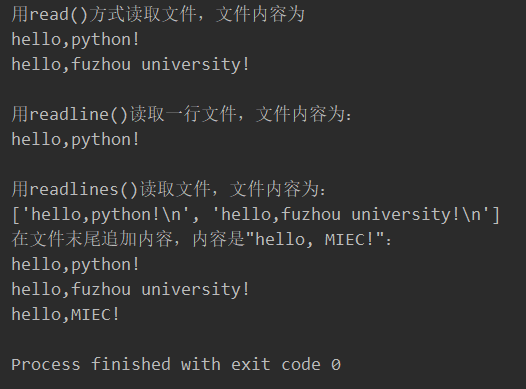 用read()方式读取文件，文件内容为
hello,python!
hello,fuzhou university!
用readline()读取一行文件，文件内容为：
hello,python!
用readlines()读取文件，文件内容为：
['hello,python!\n', 'hello,fuzhou university!\n']
在文件末尾追加内容，内容是"hello, MIEC!"：
hello,python!
hello,fuzhou university!
hello,MIEC!
Process finished with exit code 0